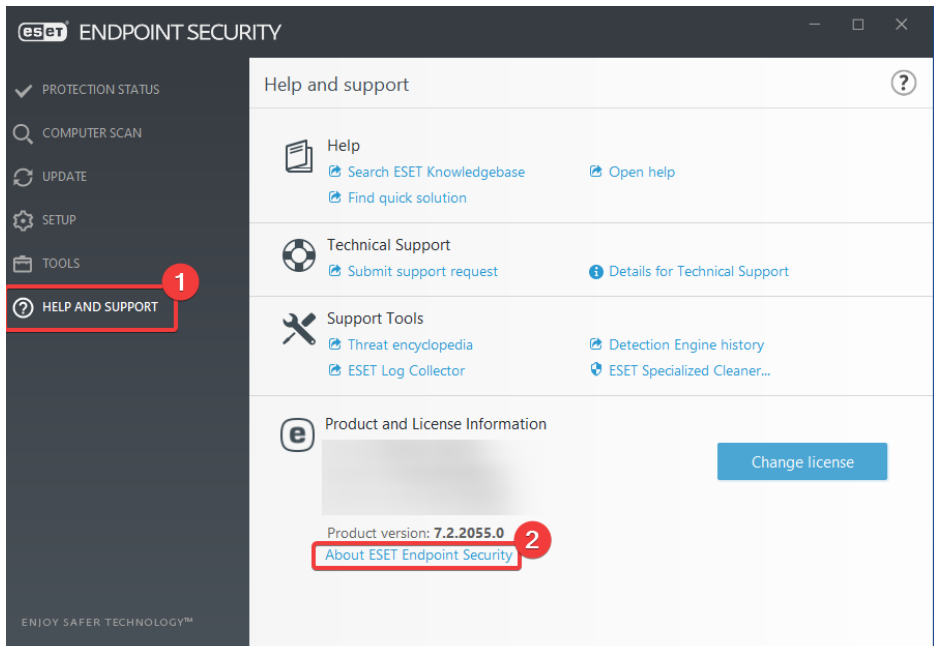 eset ENDPOINT SECURITY
PROTECTION STATUS
COMPUTER SCAN
UPDATE
SETUP
TOOLS
1
HELP AND SUPPORT
ENJOY SAFER TECHNOLOGY™
Help and support
?
Help
Search ESET Knowledgebase
Open help
Find quick solution
Technical Support
Submit support request
Details for Technical Support
Support Tools
Threat encyclopedia
Detection Engine history
ESET Log Collector
ESET Specialized Cleaner...
e
Product and License Information
Change license
Product version: 7.2.2055.0
2
About ESET Endpoint Security